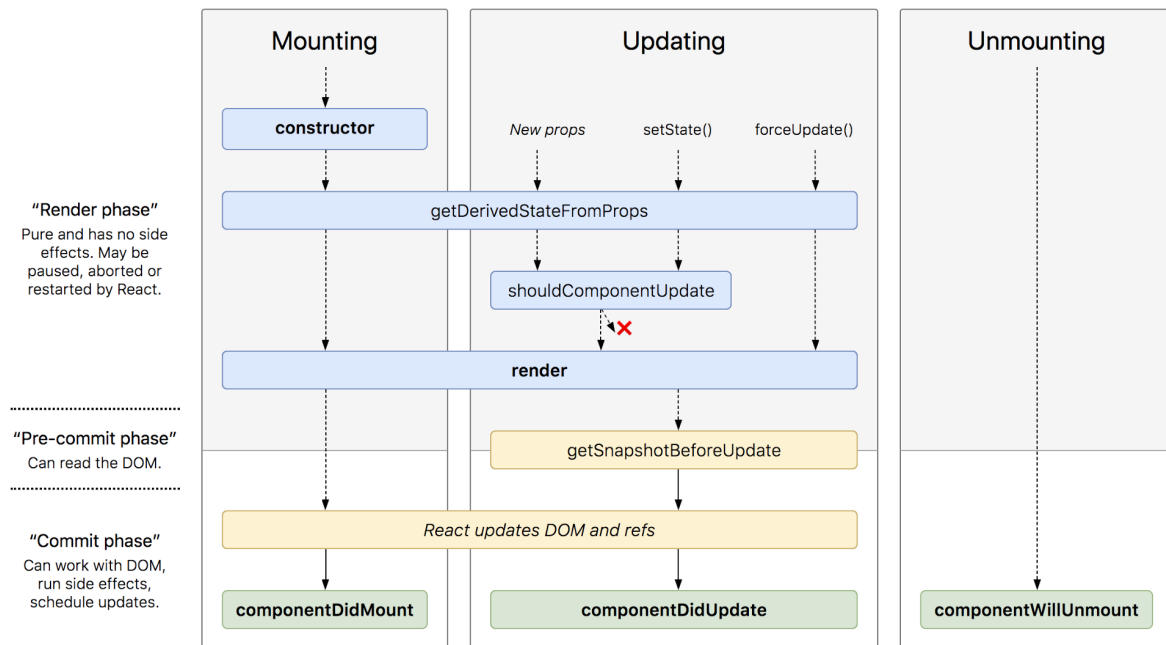 Mounting
Updating
Unmounting
constructor
New props
setState()
forceUpdate()
“Render phase”
Pure and has no side
effects. May be
paused, aborted or
restarted by React.
getDerivedStateFromProps
shouldComponentUpdate
render
“Pre-commit phase”
Can read the DOM.
getSnapshotBeforeUpdate
React updates DOM and refs
“Commit phase”
Can work with DOM,
run side effects,
schedule updates.
componentDidMount
componentDidUpdate
componentWillUnmount